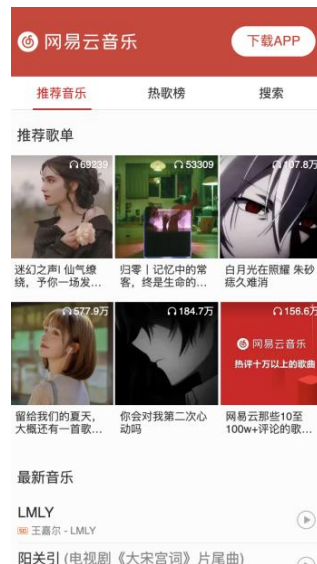 网易云音乐
下载APP
推荐音乐
热歌榜
搜索
推荐歌单
69239
53309
107.8万
迷幻之声| 仙气缭
绕，予你一场发...
归零丨记忆中的常
客，终是生命的...
白月光在照耀 朱砂
痣久难消
577.9万
184.7万
156.6万
网易云音乐
热评十万以上的歌曲
留给我们的夏天，
大概还有一首歌...
你会对我第二次心
动吗
网易云那些10至
100w+评论的歌...
最新音乐
LMLY
SQ 王嘉尔 - LMLY
阳关引 (电视剧《大宋宫词》片尾曲)